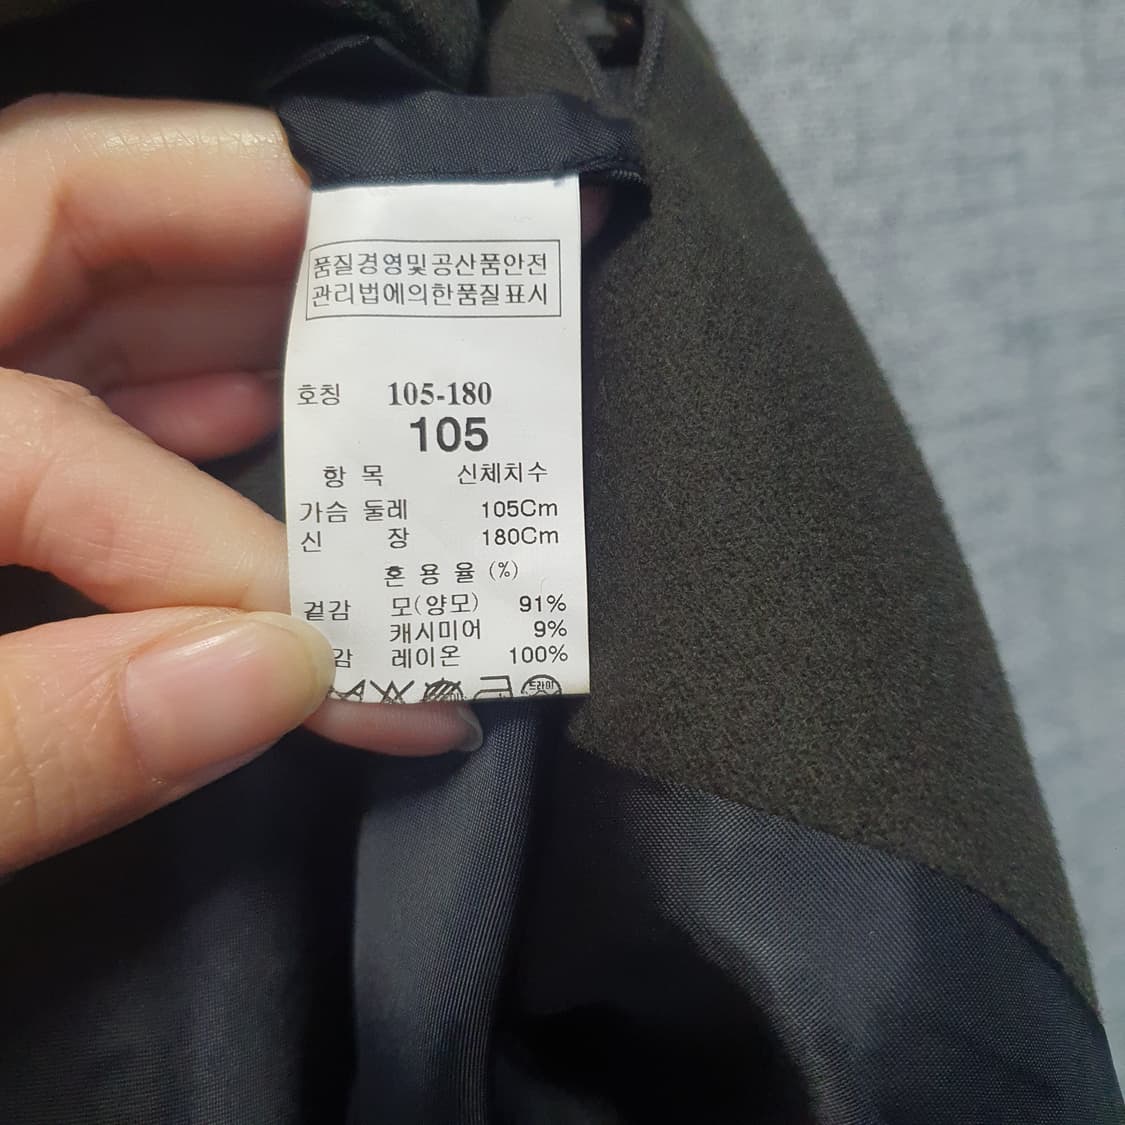 품질경영및공산품안전
관리법에의한품질표시
호칭 105-180
105
항 목 신체치수
가슴 둘레 105Cm
신 장 180Cm
혼 용 율 (%)
겉감 모(양모) 91%
캐시미어 9%
감 레이온 100%
드라이